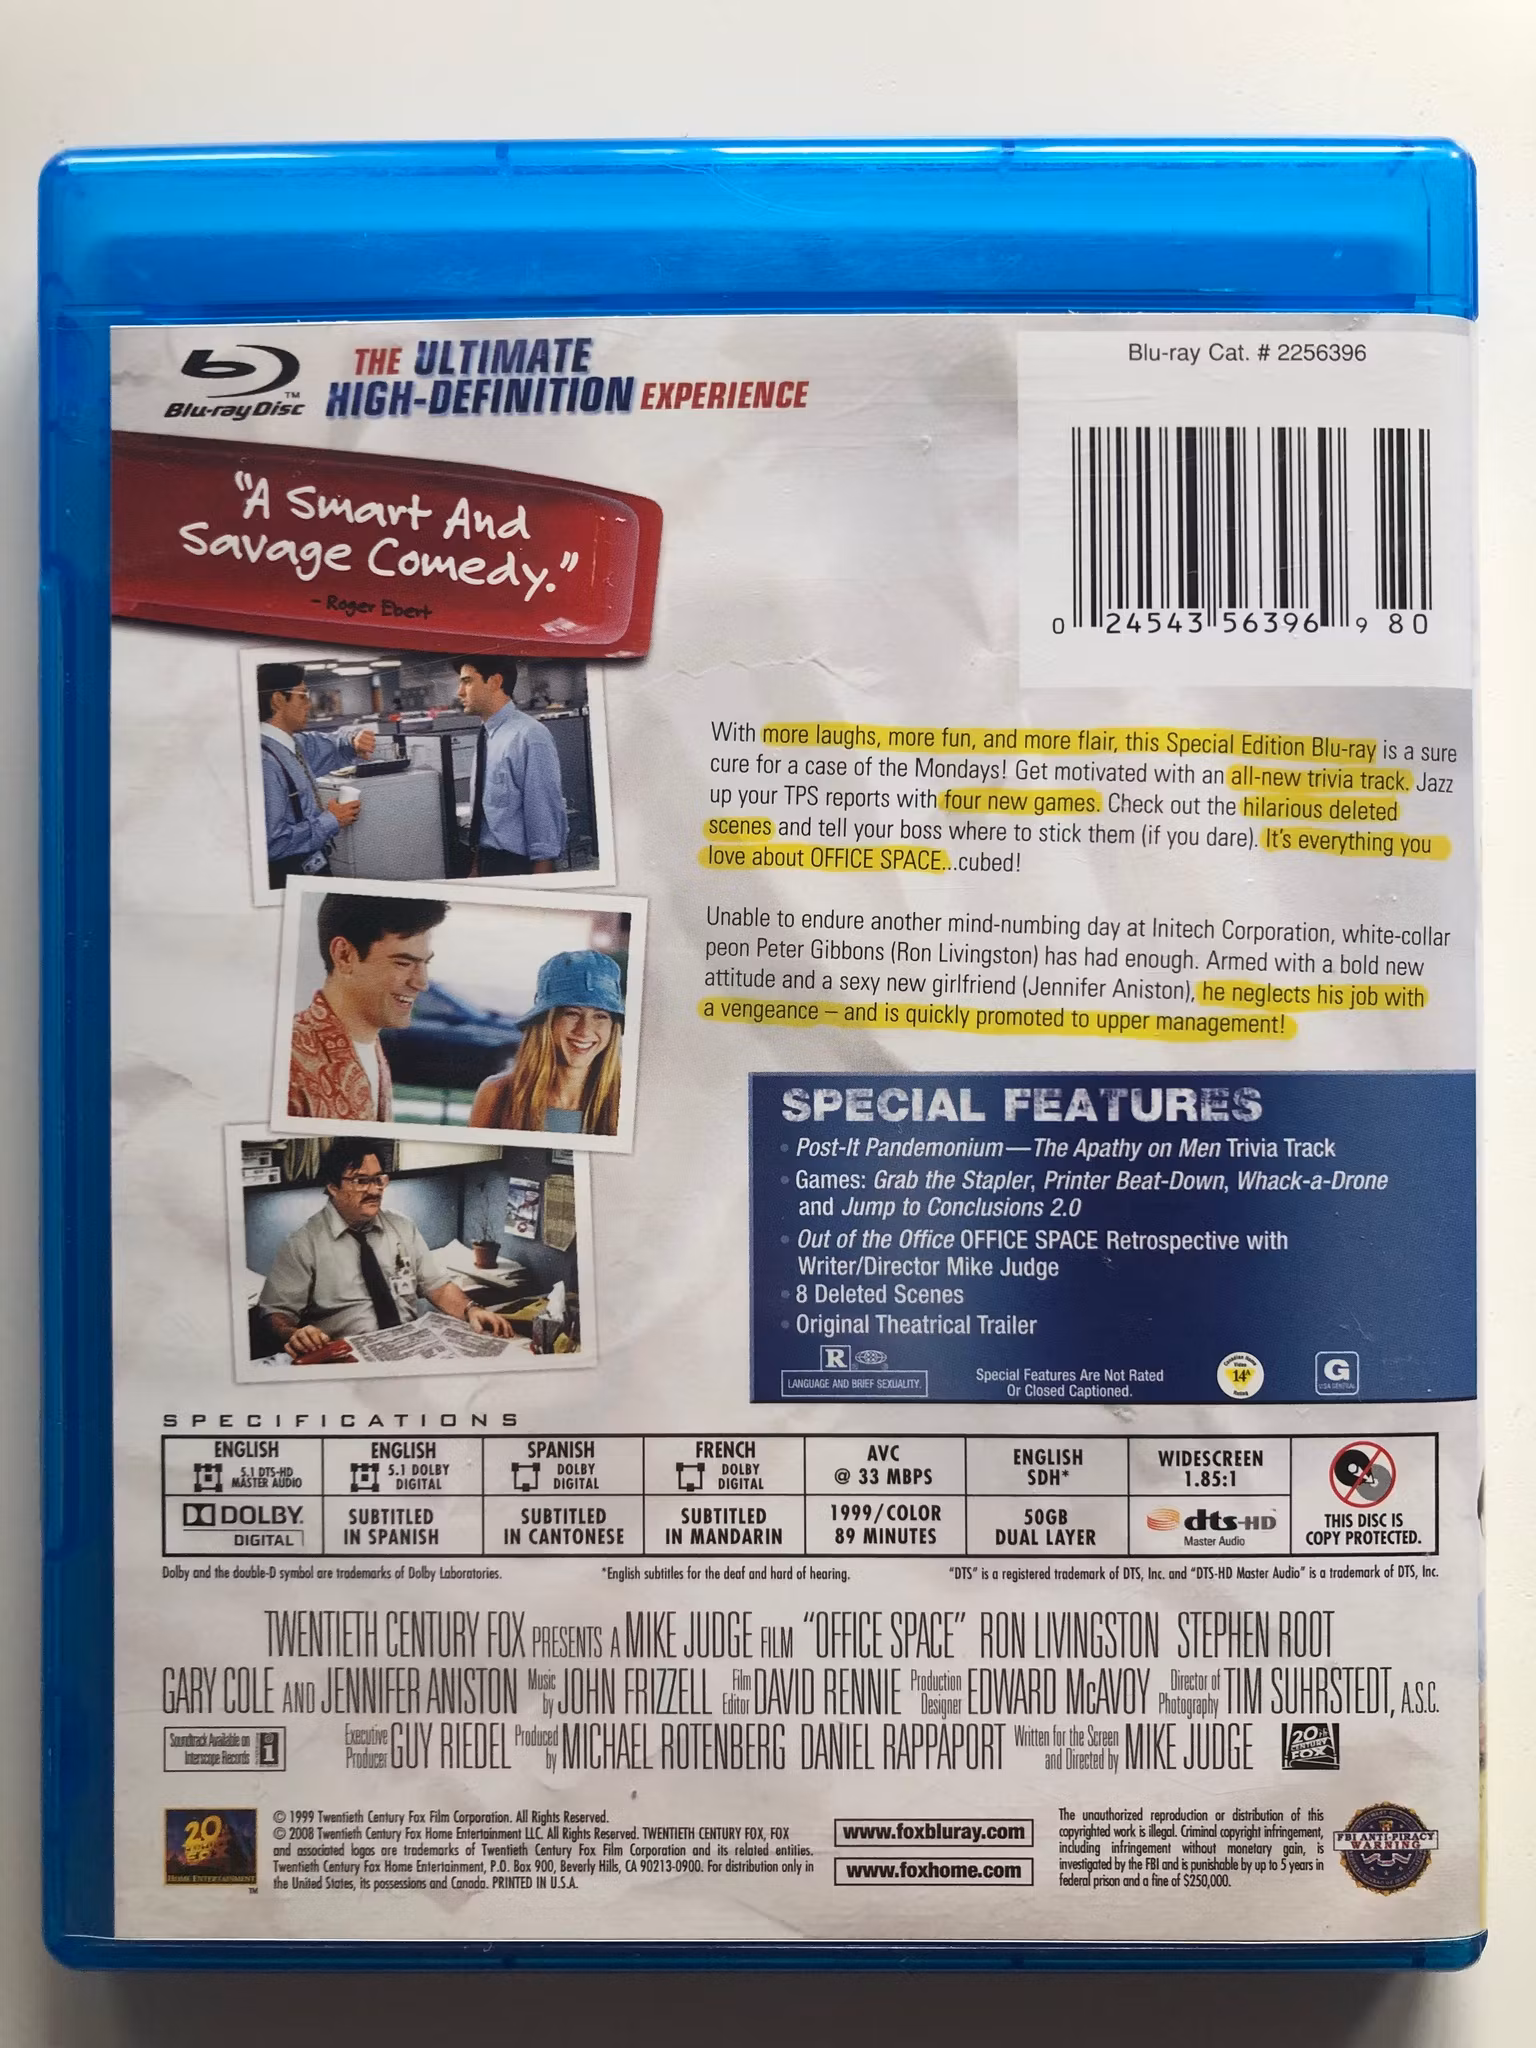 Blu-ray Disc™
THE ULTIMATE
HIGH-DEFINITION EXPERIENCE
Blu-ray Cat. # 2256396
0 24543 56396 9 80
"A Smart And
Savage Comedy."
- Roger Ebert
With more laughs, more fun, and more flair, this Special Edition Blu-ray is a sure
cure for a case of the Mondays! Get motivated with an all-new trivia track. Jazz
up your TPS reports with four new games. Check out the hilarious deleted
scenes and tell your boss where to stick them (if you dare). It's everything you
love about OFFICE SPACE...cubed!
Unable to endure another mind-numbing day at Initech Corporation, white-collar
peon Peter Gibbons (Ron Livingston) has had enough. Armed with a bold new
attitude and a sexy new girlfriend (Jennifer Aniston), he neglects his job with
a vengeance – and is quickly promoted to upper management!
SPECIAL FEATURES
• Post-It Pandemonium—The Apathy on Men Trivia Track
• Games: Grab the Stapler, Printer Beat-Down, Whack-a-Drone
and Jump to Conclusions 2.0
• Out of the Office OFFICE SPACE Retrospective with
Writer/Director Mike Judge
• 8 Deleted Scenes
• Original Theatrical Trailer
R
LANGUAGE AND BRIEF SEXUALITY.
Special Features Are Not Rated
Or Closed Captioned.
Canadian Home
Video
14A
Rated
G
SPECIFICATIONS
ENGLISH
5.1 DTS-HD
MASTER AUDIO
ENGLISH
5.1 DOLBY
DIGITAL
SPANISH
DOLBY
DIGITAL
FRENCH
DOLBY
DIGITAL
AVC
@ 33 MBPS
ENGLISH
SDH*
WIDESCREEN
1.85:1
DOLBY
DIGITAL
SUBTITLED
IN SPANISH
SUBTITLED
IN CANTONESE
SUBTITLED
IN MANDARIN
1999/COLOR
89 MINUTES
50GB
DUAL LAYER
dts-HD
Master Audio
THIS DISC IS
COPY PROTECTED.
Dolby and the double-D symbol are trademarks of Dolby Laboratories.
*English subtitles for the deaf and hard of hearing.
"DTS" is a registered trademark of DTS, Inc. and "DTS-HD Master Audio" is a trademark of DTS, Inc.
TWENTIETH CENTURY FOX PRESENTS A MIKE JUDGE FILM "OFFICE SPACE" RON LIVINGSTON STEPHEN ROOT
GARY COLE AND JENNIFER ANISTON Music by JOHN FRIZZELL Film Editor DAVID RENNIE Production Designer EDWARD McAVOY Director of Photography TIM SUHRSTEDT, A.S.C.
Soundtrack Available on
Interscope Records
Executive Producer GUY RIEDEL Produced by MICHAEL ROTENBERG DANIEL RAPPAPORT Written for the Screen and Directed by MIKE JUDGE
20th
CENTURY
FOX
20
HOME ENTERTAINMENT
TM
© 1999 Twentieth Century Fox Film Corporation. All Rights Reserved.
© 2008 Twentieth Century Fox Home Entertainment LLC. All Rights Reserved. TWENTIETH CENTURY FOX, FOX
and associated logos are trademarks of Twentieth Century Fox Film Corporation and its related entities.
Twentieth Century Fox Home Entertainment, P.O. Box 900, Beverly Hills, CA 90213-0900. For distribution only in
the United States, its possessions and Canada. PRINTED IN U.S.A.
www.foxbluray.com
www.foxhome.com
The unauthorized reproduction or distribution of this
copyrighted work is illegal. Criminal copyright infringement,
including infringement without monetary gain, is
investigated by the FBI and is punishable by up to 5 years in
federal prison and a fine of $250,000.
FBI ANTI-PIRACY
WARNING